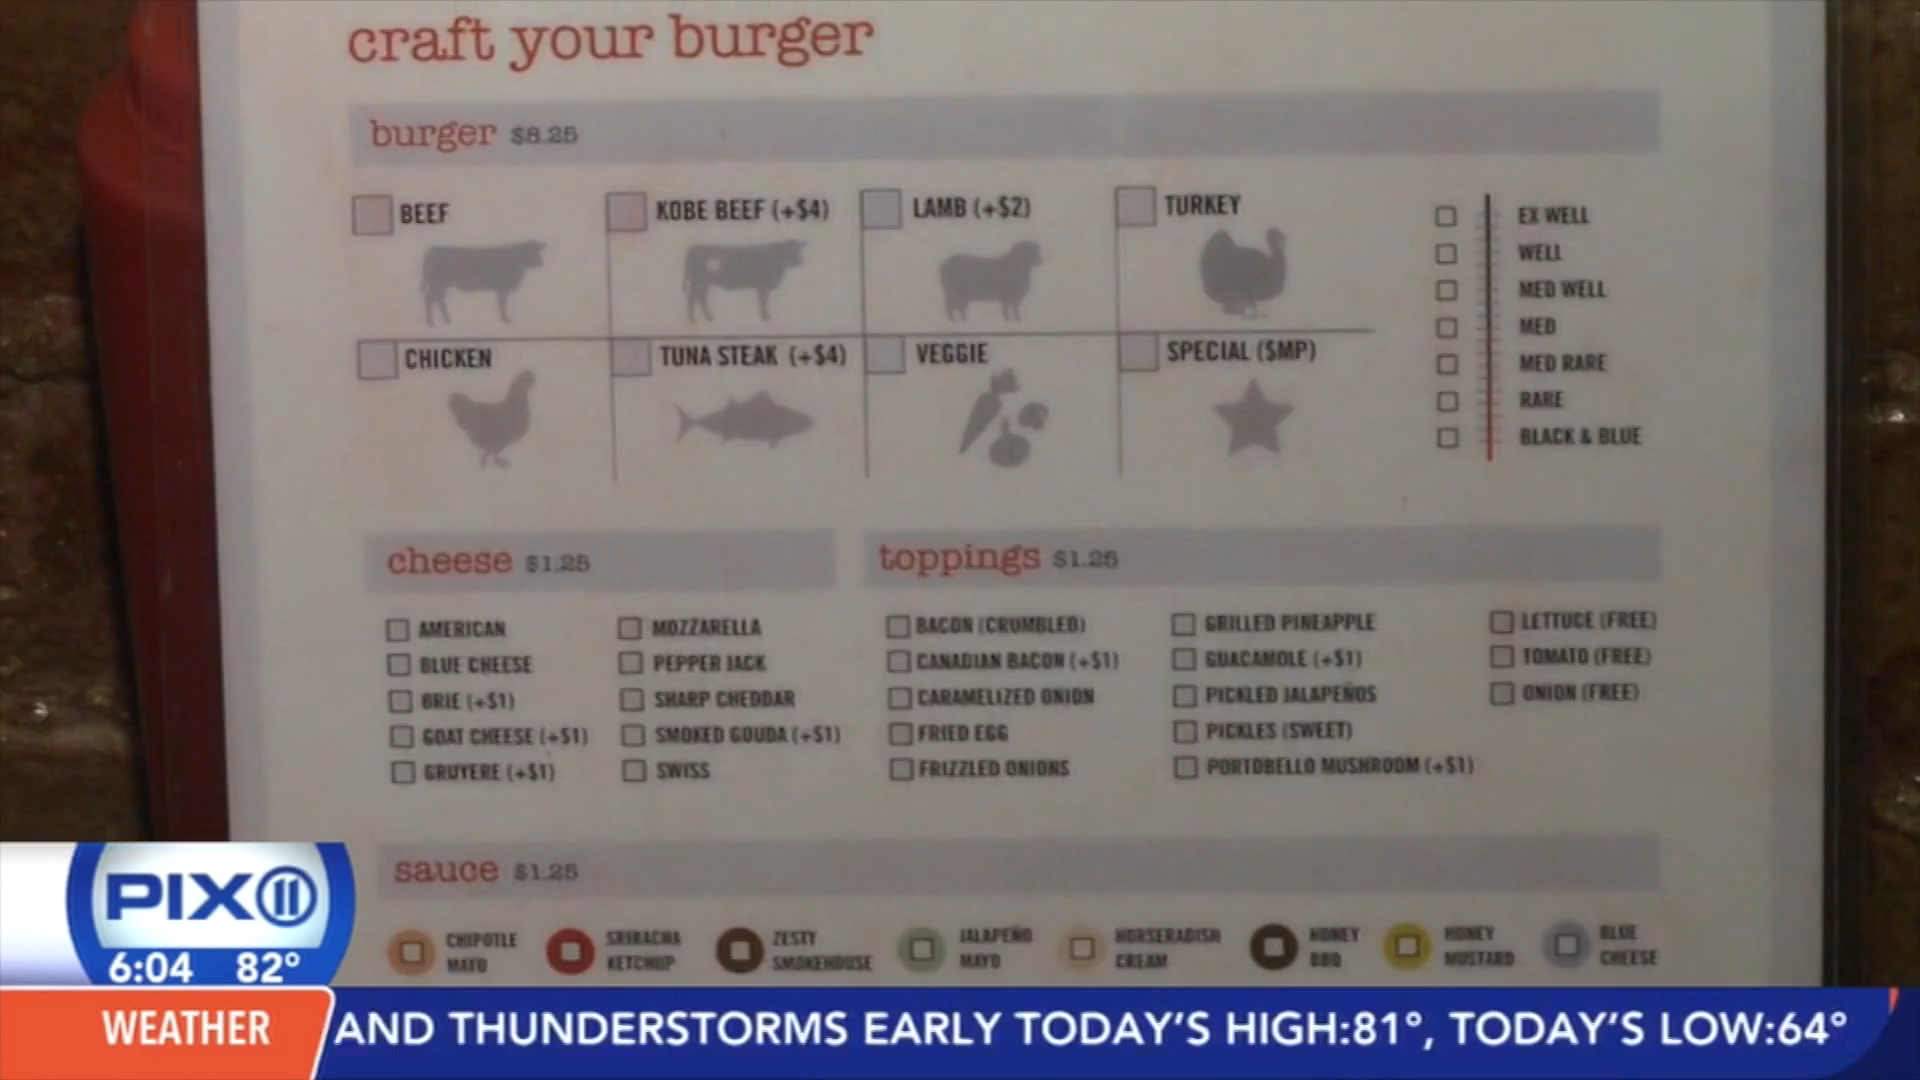 craft your burger
burger $8.25
BEEF
KOBE BEEF (+$4)
LAMB (+$2)
TURKEY
CHICKEN
TUNA STEAK (+$4)
VEGGIE
SPECIAL ($MP)
EX WELL
WELL
MED WELL
MED
MED RARE
RARE
BLACK & BLUE
cheese $1.25
AMERICAN
BLUE CHEESE
BRIE (+$1)
GOAT CHEESE (+$1)
GRUYERE (+$1)
MOZZARELLA
PEPPER JACK
SHARP CHEDDAR
SMOKED GOUDA (+$1)
SWISS
toppings $1.25
BACON (CRUMBLED)
CANADIAN BACON (+$1)
CARAMELIZED ONION
FRIED EGG
FRIZZLED ONIONS
GRILLED PINEAPPLE
GUACAMOLE (+$1)
PICKLED JALAPEÑOS
PICKLES (SWEET)
PORTOBELLO MUSHROOM (+$1)
LETTUCE (FREE)
TOMATO (FREE)
ONION (FREE)
sauce $1.25
CHIPOTLE
MAYO
SRIRACHA
KETCHUP
ZESTY
SMOKEHOUSE
JALAPEÑO
MAYO
HORSERADISH
CREAM
HONEY
BBQ
HONEY
MUSTARD
BLUE
CHEESE
PIX 11
6:04 82°
WEATHER
AND THUNDERSTORMS EARLY TODAY'S HIGH:81°, TODAY'S LOW:64°